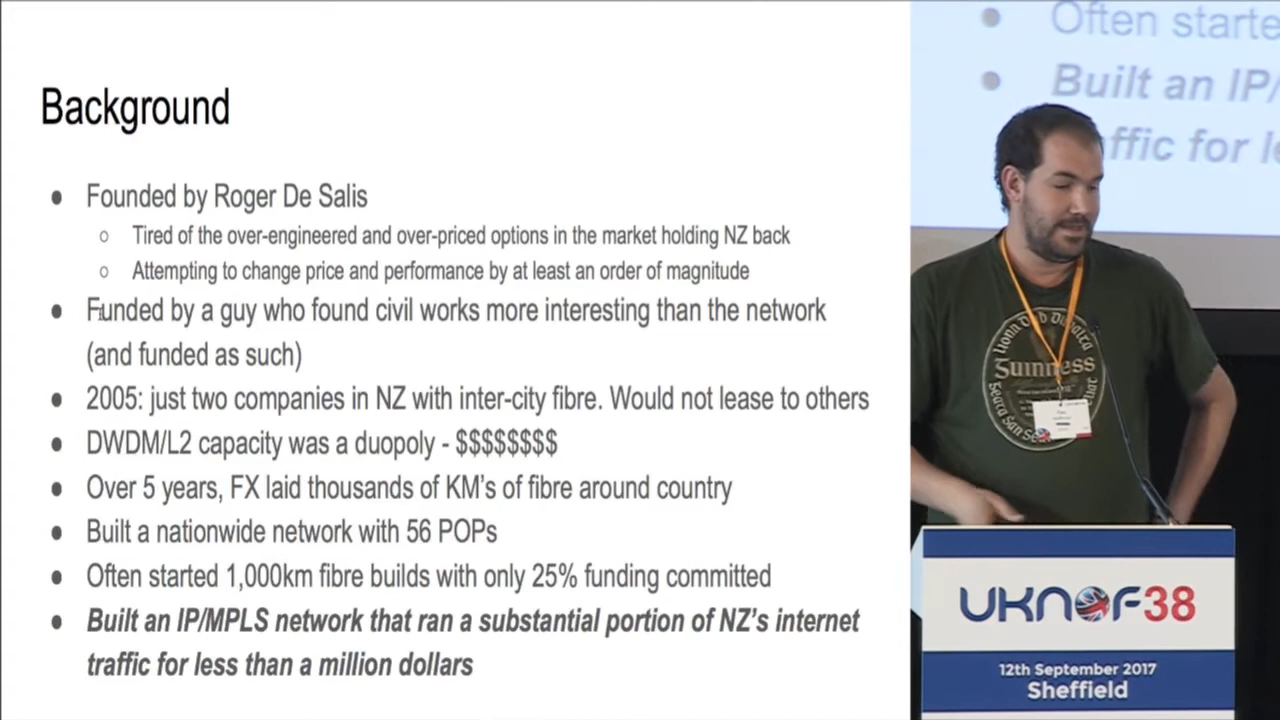 Background
Founded by Roger De Salis
Tired of the over-engineered and over-priced options in the market holding NZ back
Attempting to change price and performance by at least an order of magnitude
Funded by a guy who found civil works more interesting than the network
(and funded as such)
2005: just two companies in NZ with inter-city fibre. Would not lease to others
DWDM/L2 capacity was a duopoly - $$$$$$$$
Over 5 years, FX laid thousands of KM's of fibre around country
Built a nationwide network with 56 POPs
Often started 1,000km fibre builds with only 25% funding committed
Built an IP/MPLS network that ran a substantial portion of NZ's internet
traffic for less than a million dollars
Often starte
Built an IP/
affic for le
Guinness
UKNOF38
12th September 2017
Sheffield